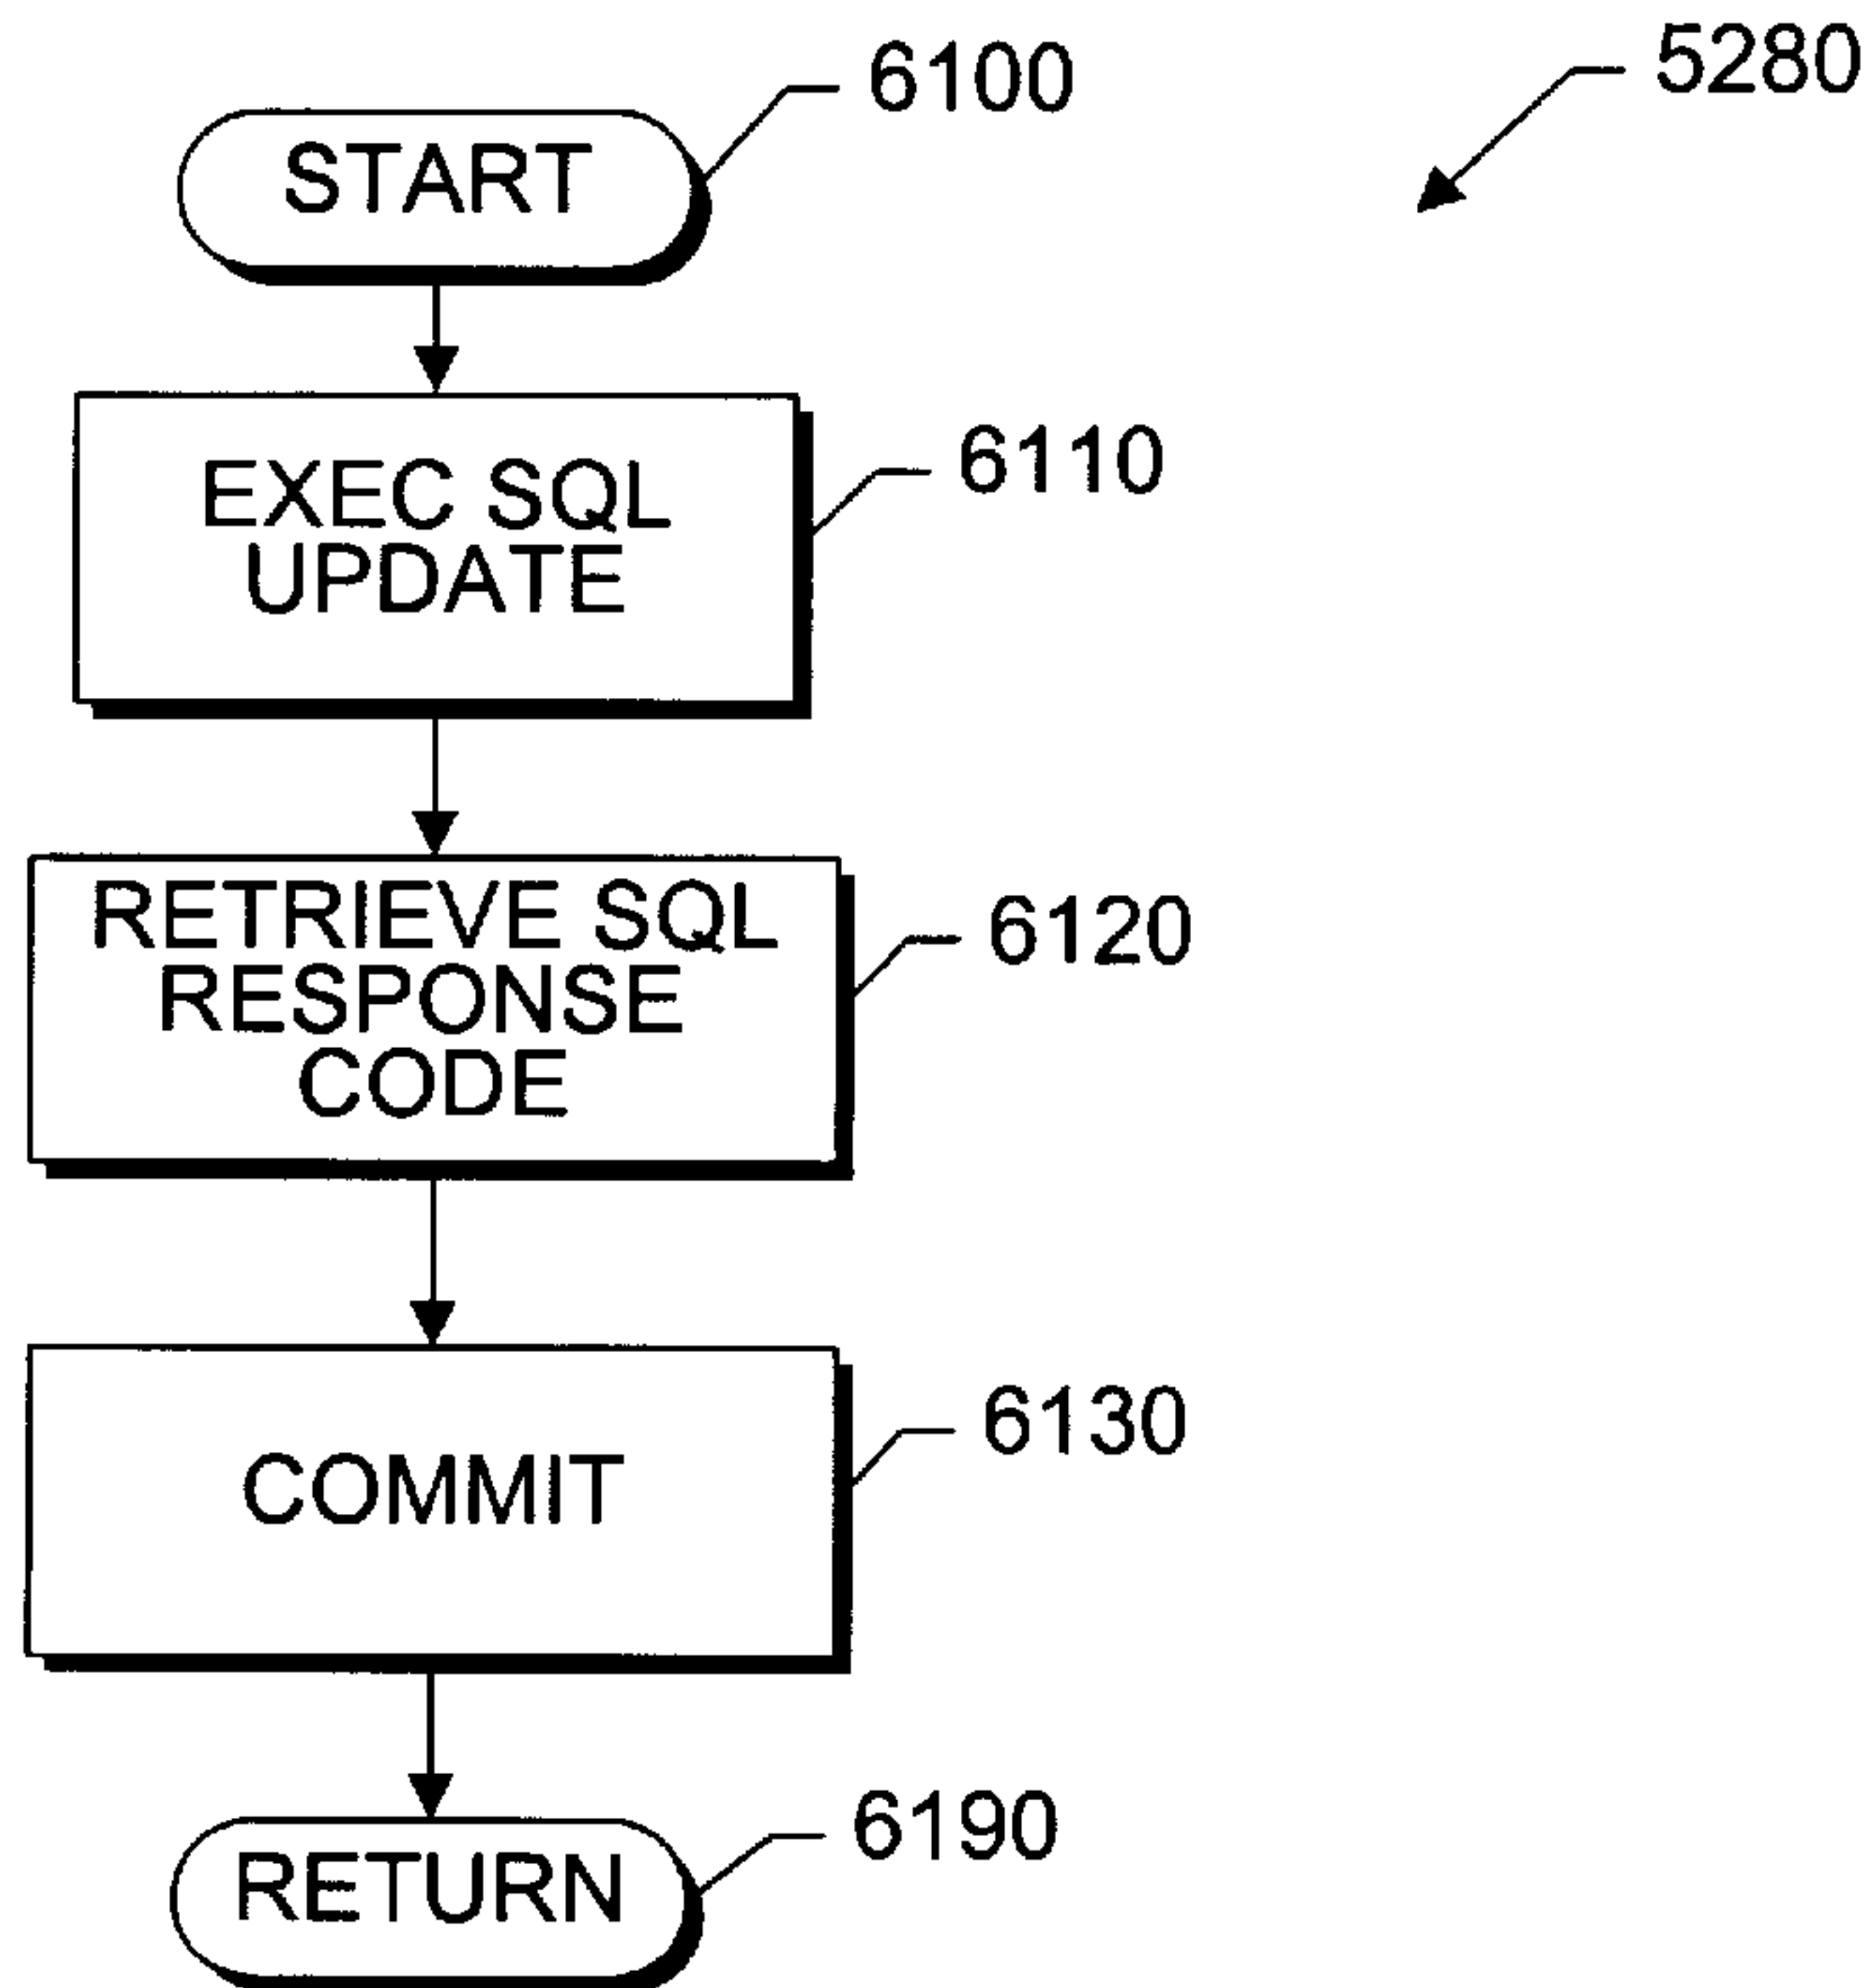 5280
6100
START
6110
EXEC SQL
UPDATE
6120
RETRIEVE SQL
RESPONSE
CODE
6130
COMMIT
6190
RETURN